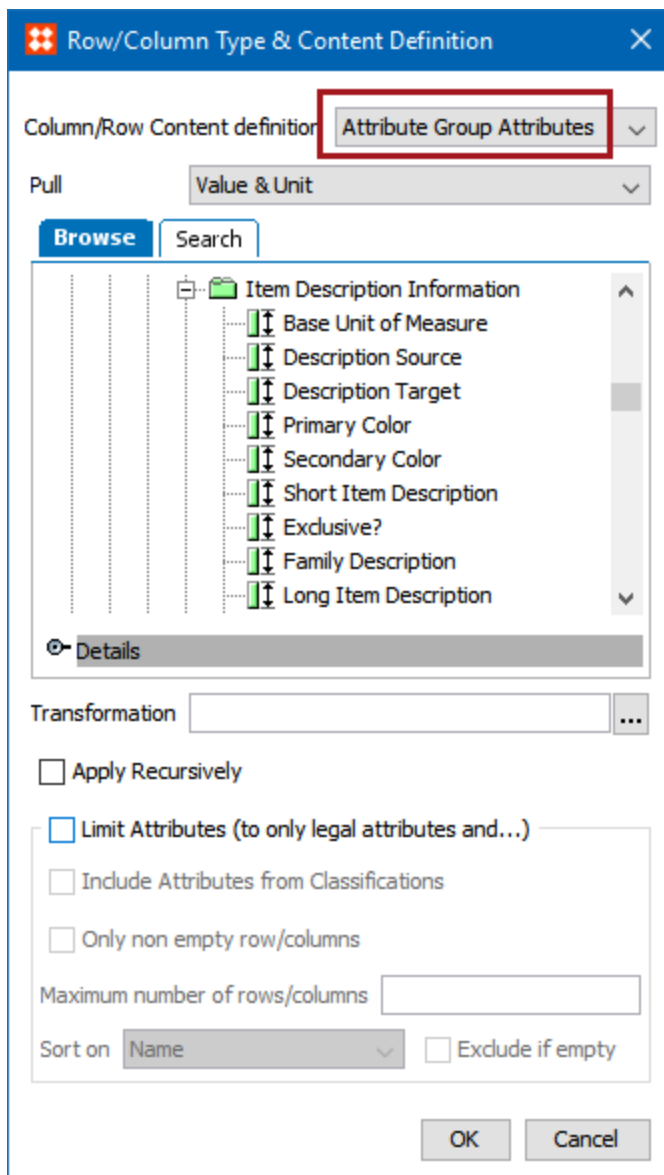 Row/Column Type & Content Definition
Column/Row Content definition Attribute Group Attributes
Pull Value & Unit
Browse Search
Item Description Information
Base Unit of Measure
Description Source
Description Target
Primary Color
Secondary Color
Short Item Description
Exclusive?
Family Description
Long Item Description
Details
Transformation ...
Apply Recursively
Limit Attributes (to only legal attributes and...)
Include Attributes from Classifications
Only non empty row/columns
Maximum number of rows/columns
Sort on Name Exclude if empty
OK Cancel